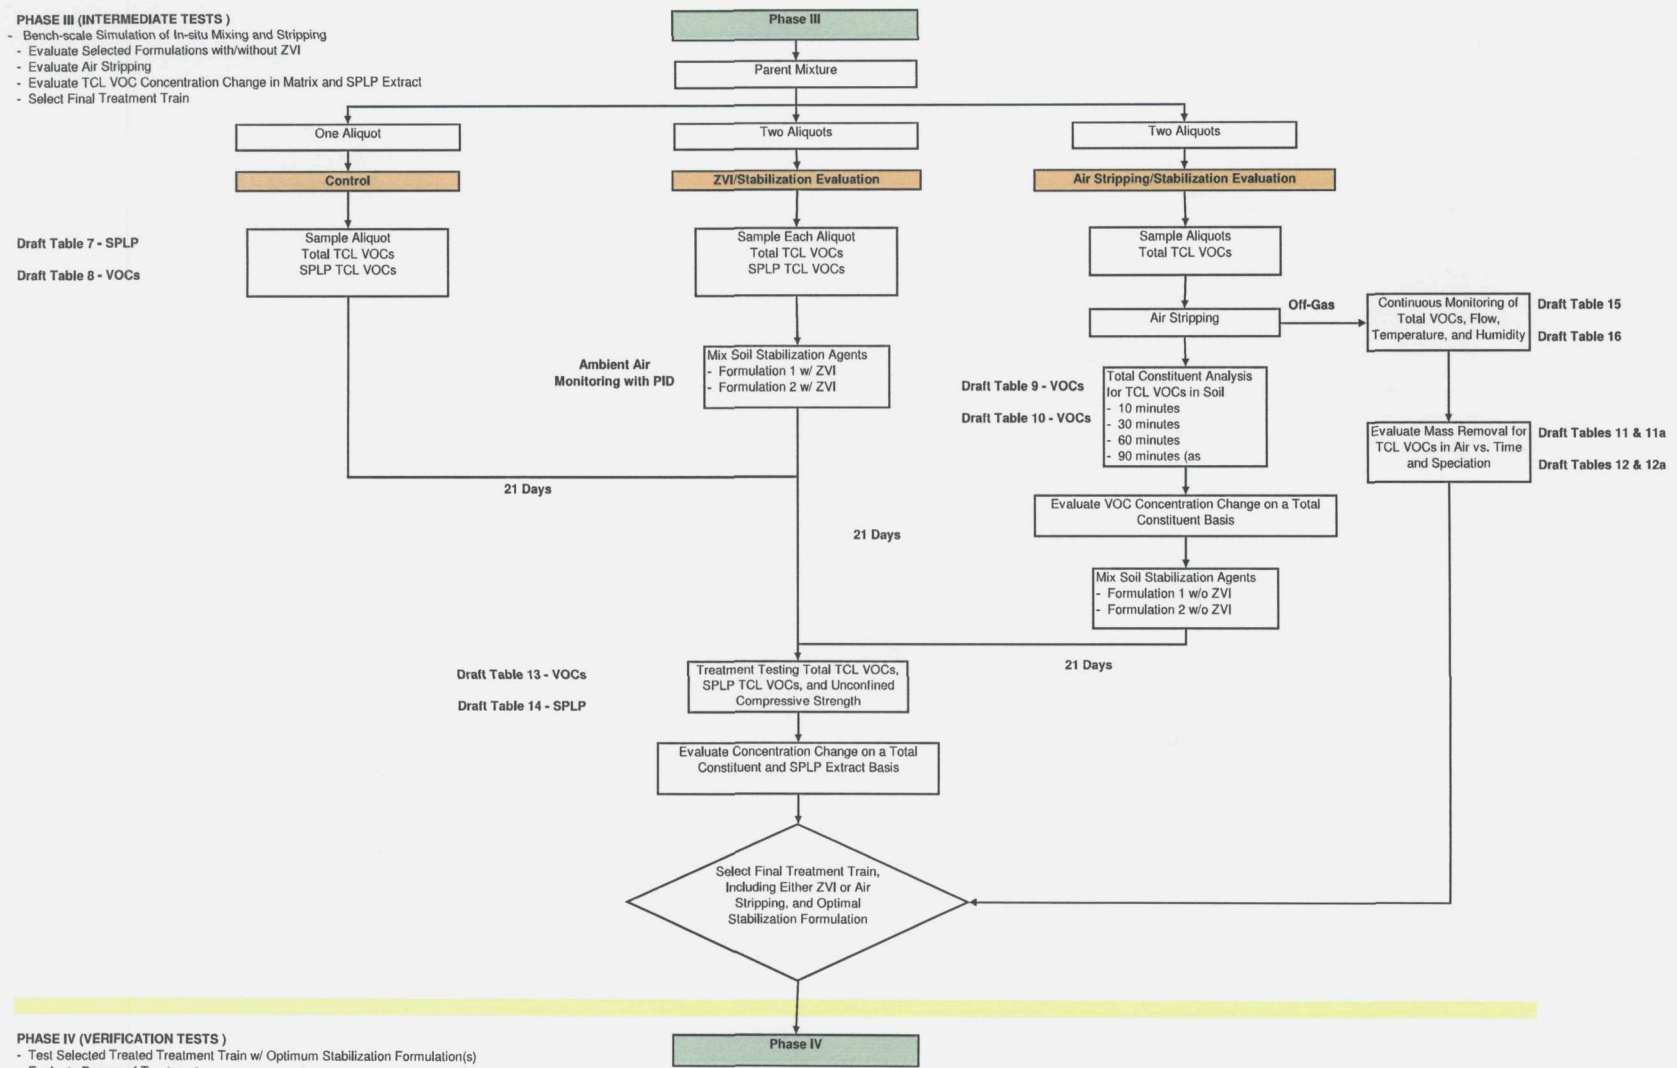 PHASE III (INTERMEDIATE TESTS )
- Bench-scale Simulation of In-situ Mixing and Stripping
- Evaluate Selected Formulations with/without ZVI
- Evaluate Air Stripping
- Evaluate TCL VOC Concentration Change in Matrix and SPLP Extract
- Select Final Treatment Train
Phase III
Parent Mixture
One Aliquot
Two Aliquots
Two Aliquots
Control
ZVI/Stabilization Evaluation
Air Stripping/Stabilization Evaluation
Draft Table 7 - SPLP
Draft Table 8 - VOCs
Sample Aliquot
Total TCL VOCs
SPLP TCL VOCs
Sample Each Aliquot
Total TCL VOCs
SPLP TCL VOCs
Sample Aliquots
Total TCL VOCs
Air Stripping
Off-Gas
Continuous Monitoring of
Total VOCs, Flow,
Temperature, and Humidity
Draft Table 15
Draft Table 16
Ambient Air
Monitoring with PID
Mix Soil Stabilization Agents
- Formulation 1 w/ ZVI
- Formulation 2 w/ ZVI
Draft Table 9 - VOCs
Draft Table 10 - VOCs
Total Constituent Analysis
for TCL VOCs in Soil
- 10 minutes
- 30 minutes
- 60 minutes
- 90 minutes (as
Evaluate Mass Removal for
TCL VOCs in Air vs. Time
and Speciation
Draft Tables 11 & 11a
Draft Tables 12 & 12a
21 Days
21 Days
Evaluate VOC Concentration Change on a Total
Constituent Basis
Mix Soil Stabilization Agents
- Formulation 1 w/o ZVI
- Formulation 2 w/o ZVI
21 Days
Draft Table 13 - VOCs
Draft Table 14 - SPLP
Treatment Testing Total TCL VOCs,
SPLP TCL VOCs, and Unconfined
Compressive Strength
Evaluate Concentration Change on a Total
Constituent and SPLP Extract Basis
Select Final Treatment Train,
Including Either ZVI or Air
Stripping, and Optimal
Stabilization Formulation
PHASE IV (VERIFICATION TESTS )
- Test Selected Treated Treatment Train w/ Optimum Stabilization Formulation(s)
Phase IV